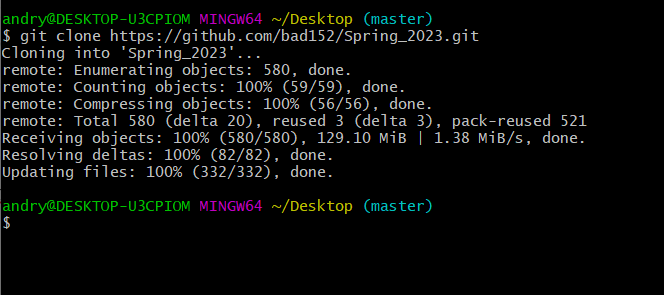 andry@DESKTOP-U3CPIOM MINGW64 ~/Desktop (master)
$ git clone https://github.com/bad152/Spring_2023.git
Cloning into 'Spring_2023'...
remote: Enumerating objects: 580, done.
remote: Counting objects: 100% (59/59), done.
remote: Compressing objects: 100% (56/56), done.
remote: Total 580 (delta 20), reused 3 (delta 3), pack-reused 521
Receiving objects: 100% (580/580), 129.10 MiB | 1.38 MiB/s, done.
Resolving deltas: 100% (82/82), done.
Updating files: 100% (332/332), done.
andry@DESKTOP-U3CPIOM MINGW64 ~/Desktop (master)
$